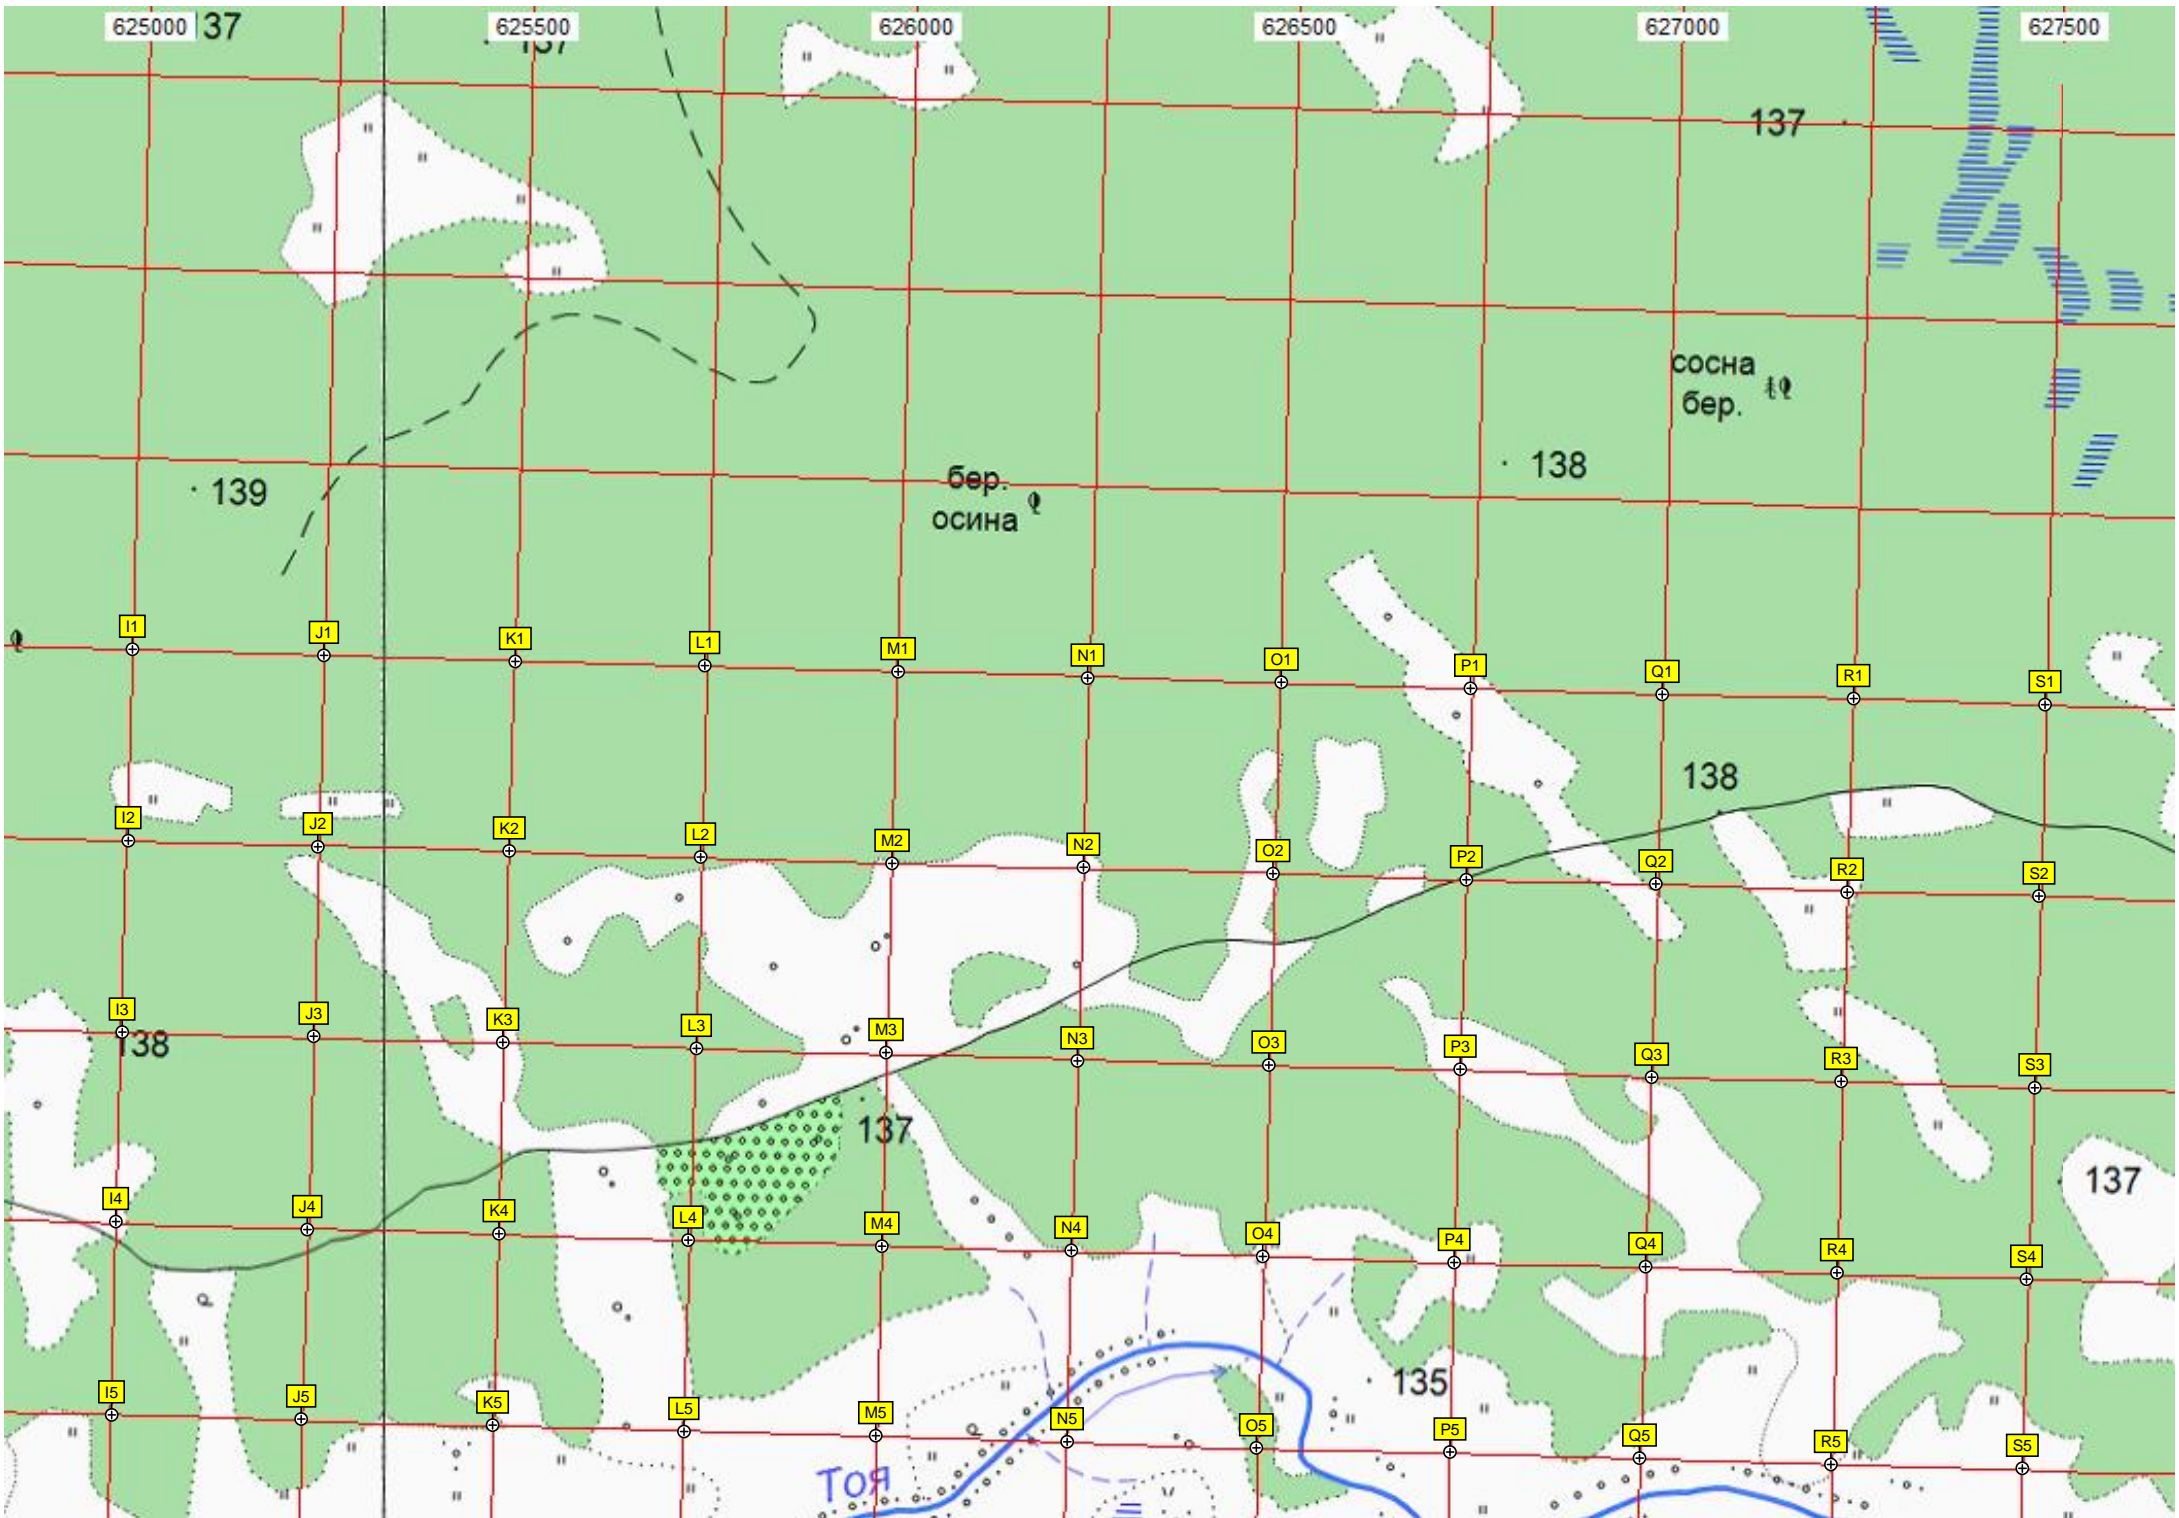 625000 137 625500 626000 626500 627000 627500
137
137
сосна
бер.
139
138
бер.
осина
I1 J1 K1 L1 M1 N1 O1 P1 Q1 R1 S1
138
I2 J2 K2 L2 M2 N2 O2 P2 Q2 R2 S2
I3 J3 K3 L3 M3 N3 O3 P3 Q3 R3 S3
138
137
137
I4 J4 K4 L4 M4 N4 O4 P4 Q4 R4 S4
135
I5 J5 K5 L5 M5 N5 O5 P5 Q5 R5 S5
Тоя